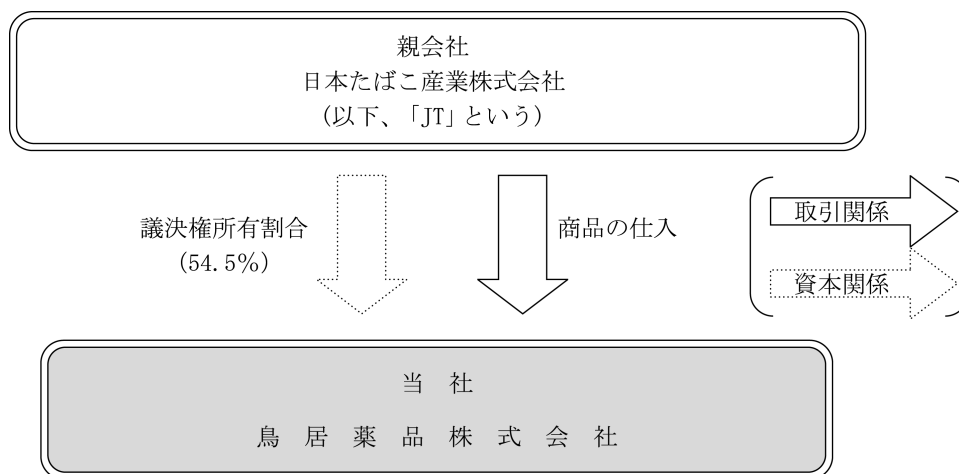 親会社
日本たばこ産業株式会社
(以下、「JT」という)
議決権所有割合
(54.5%)
商品の仕入
取引関係
資本関係
当 社
鳥 居 薬 品 株 式 会 社